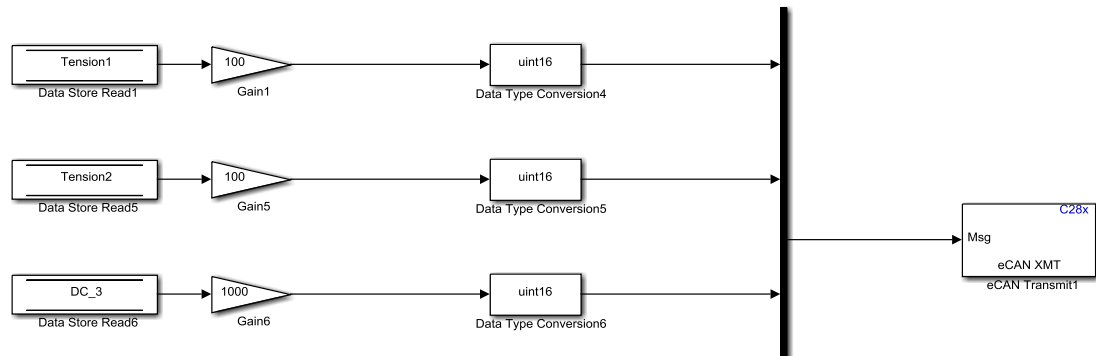 Tension1
100
uint16
Data Store Read1
Gain1
Data Type Conversion4
Tension2
100
uint16
Data Store Read5
Gain5
Data Type Conversion5
C28x
Msg
eCAN XMT
eCAN Transmit1
DC_3
1000
uint16
Data Store Read6
Gain6
Data Type Conversion6